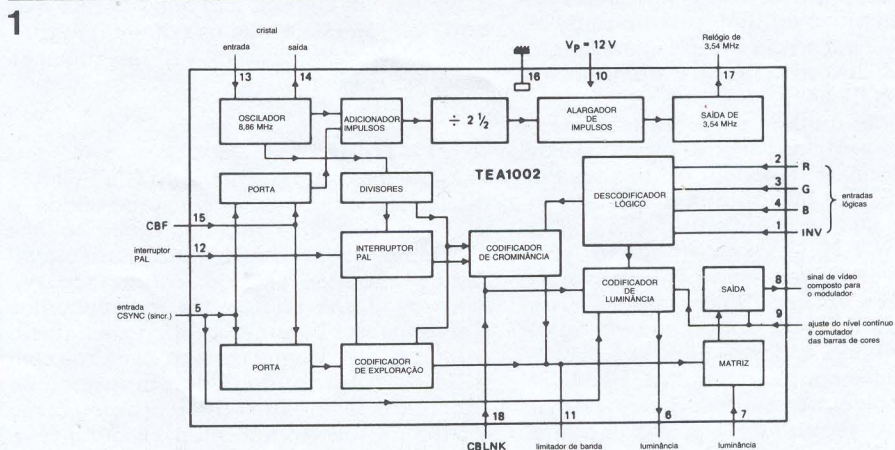 1
cristal
entrada
saída
13
14
16
VP = 12 V
10
Relógio de
3,54 MHz
17
OSCILADOR
8,86 MHz
ADICIONADOR
IMPULSOS
÷ 2 ½
ALARGADOR
DE
IMPULSOS
SAÍDA DE
3,54 MHz
TEA1002
PORTA
DIVISORES
DESCODIFICADOR
LÓGICO
2 R
3 G
4 B
1 INV
entradas
lógicas
CBF
15
interruptor
PAL
12
INTERRUPTOR
PAL
CODIFICADOR
DE CROMINÂNCIA
CODIFICADOR
DE
LUMINÂNCIA
SAÍDA
8
sinal de vídeo
composto para
o modulador
entrada
CSYNC (sincr.)
5
9
ajuste do nível contínuo
e comutador
das barras de cores
PORTA
CODIFICADOR
DE EXPLORAÇÃO
MATRIZ
18
11
6
7
CBLNK
limitador de banda
luminância
luminância